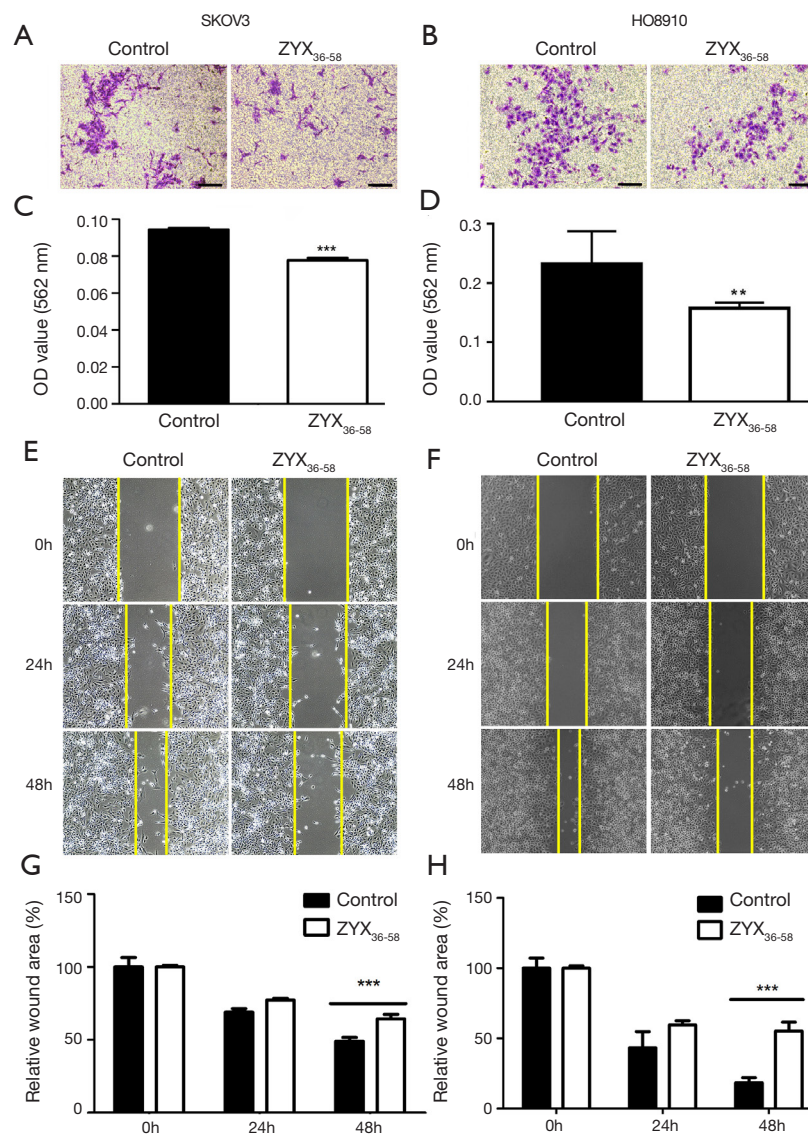 SKOV3
HO8910
A
Control
ZYX36-58
B
Control
ZYX36-58
C
OD value (562 nm)
0.10
0.08
0.06
0.04
0.02
0.00
***
Control
ZYX36-58
D
OD value (562 nm)
0.3
0.2
0.1
0.0
**
Control
ZYX36-58
E
Control
ZYX36-58
0h
24h
48h
F
Control
ZYX36-58
0h
24h
48h
G
Relative wound area (%)
150
100
50
0
Control
ZYX36-58
***
0h
24h
48h
H
Relative wound area (%)
150
100
50
0
Control
ZYX36-58
***
0h
24h
48h